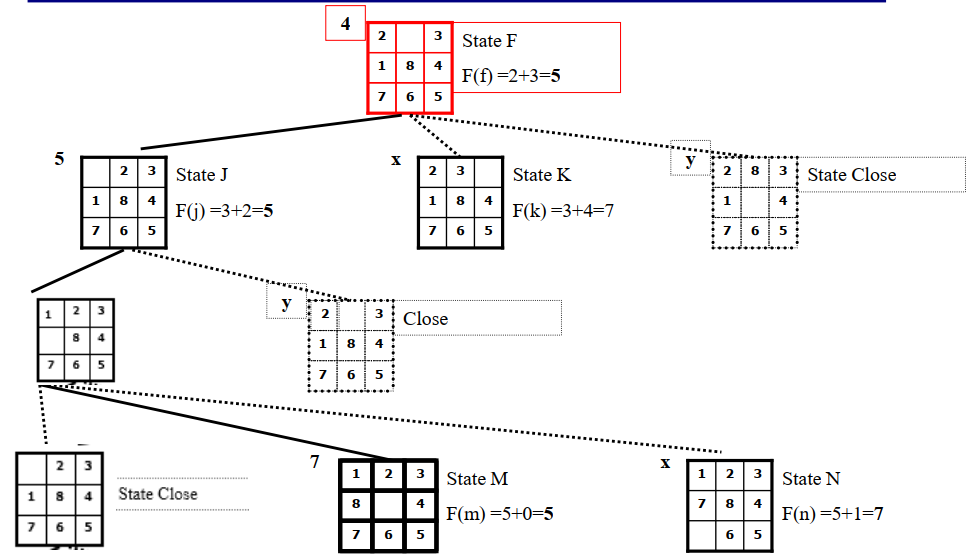 4
2 3
1 8 4
7 6 5
State F
F(f) =2+3=5
5
2 3
1 8 4
7 6 5
State J
F(j) =3+2=5
x
2 3
1 8 4
7 6 5
State K
F(k) =3+4=7
y
2 8 3
1 4
7 6 5
State Close
1 2 3
8 4
7 6 5
y
2 3
1 8 4
7 6 5
Close
2 3
1 8 4
7 6 5
State Close
7
1 2 3
8 4
7 6 5
State M
F(m) =5+0=5
x
1 2 3
7 8 4
6 5
State N
F(n) =5+1=7